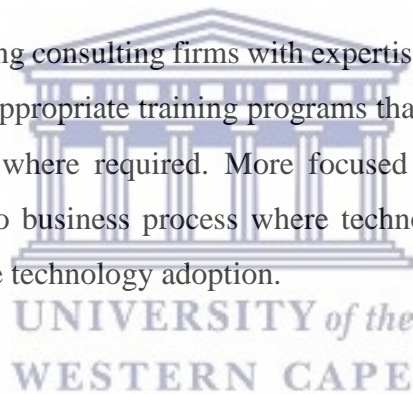 ng consulting firms with expertis
ppropriate training programs tha
where required. More focused
o business process where techno
e technology adoption.
UNIVERSITY of the
WESTERN CAPE